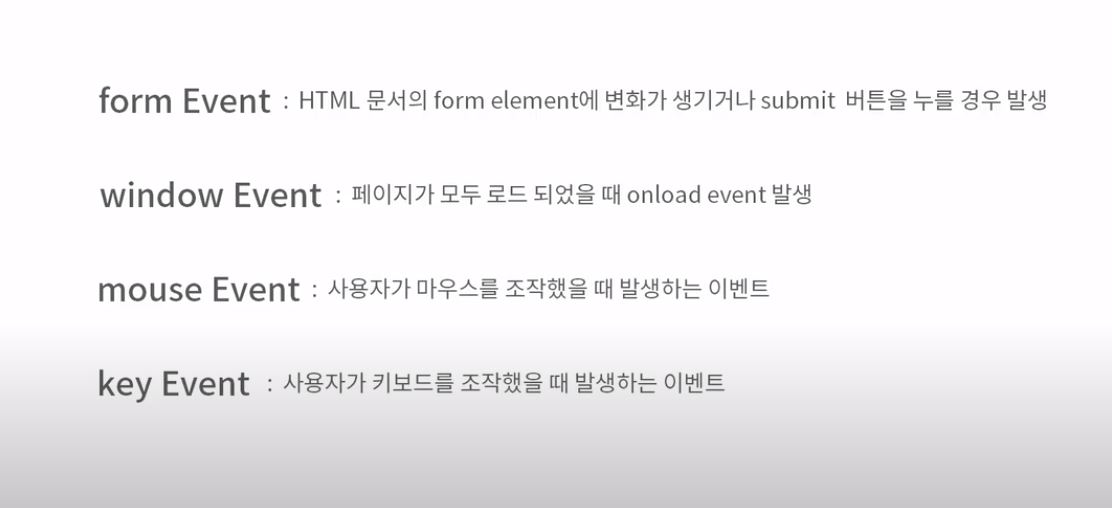 form Event : HTML 문서의 form element에 변화가 생기거나 submit 버튼을 누를 경우 발생
window Event : 페이지가 모두 로드 되었을 때 onload event 발생
mouse Event : 사용자가 마우스를 조작했을 때 발생하는 이벤트
key Event : 사용자가 키보드를 조작했을 때 발생하는 이벤트